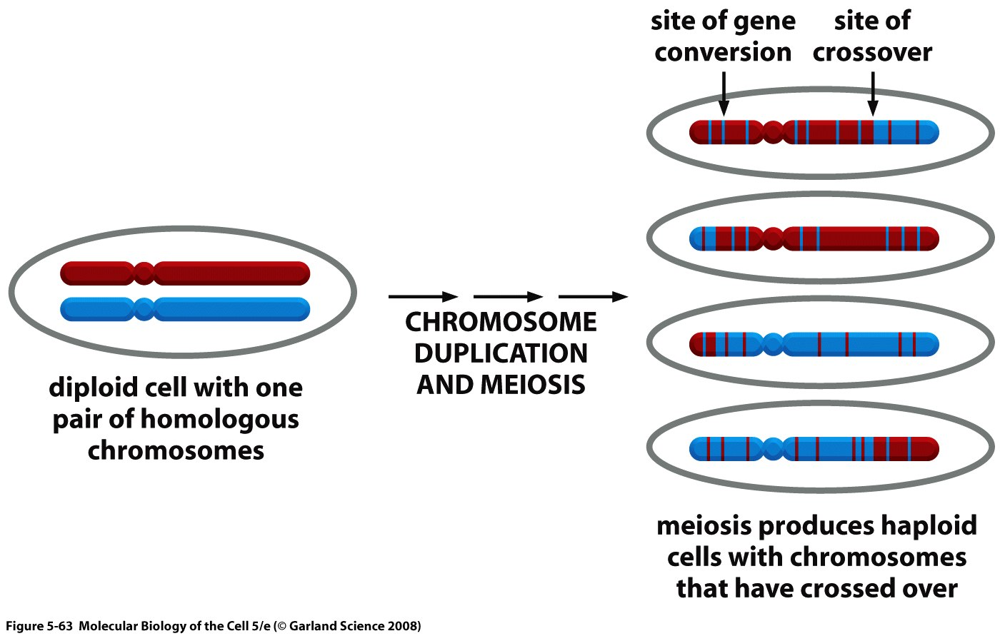 site of gene
conversion
site of
crossover
CHROMOSOME
DUPLICATION
AND MEIOSIS
diploid cell with one
pair of homologous
chromosomes
meiosis produces haploid
cells with chromosomes
that have crossed over
Figure 5-63  Molecular Biology of the Cell 5/e (© Garland Science 2008)